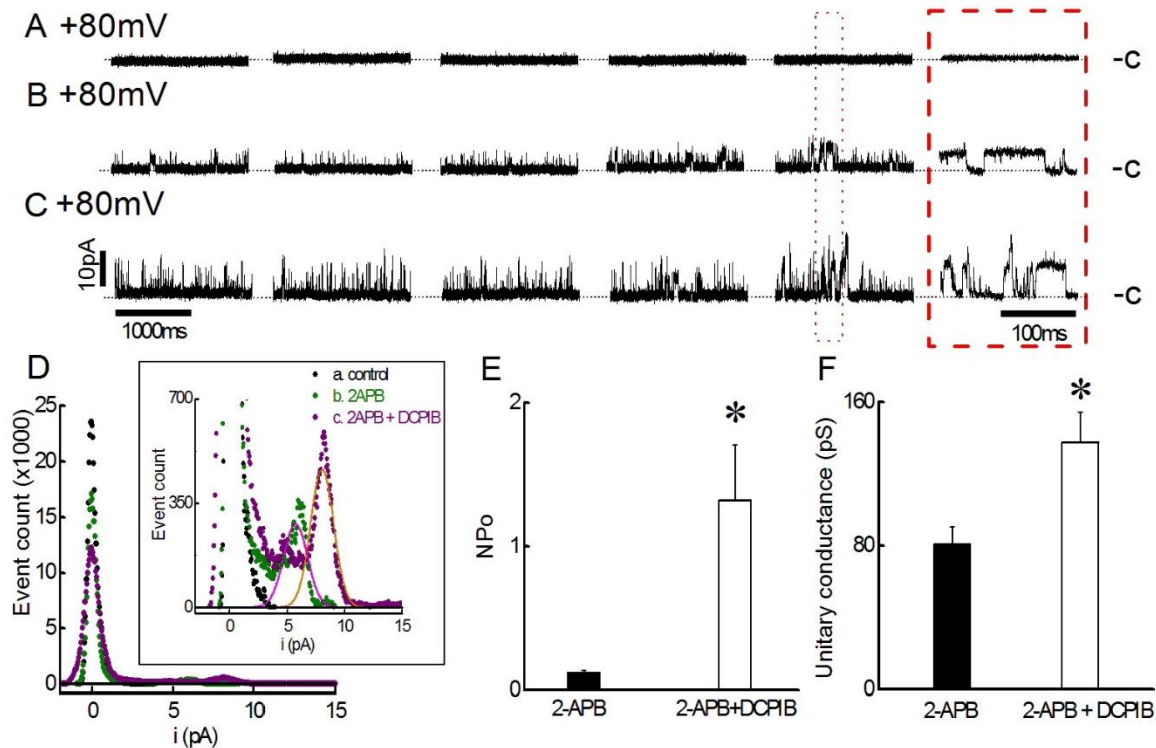 A +80mV
-C
B +80mV
-C
C +80mV
10pA
-C
1000ms
100ms
D
Event count (x1000)
25
20
15
10
5
0
0
5
10
15
i (pA)
a. control
b. 2APB
c. 2APB + DCPIB
Event count
700
350
0
0
5
10
15
i (pA)
E
NPo
2
1
0
*
2-APB
2-APB+DCPIB
F
Unitary conductance (pS)
160
80
0
*
2-APB
2-APB + DCPIB